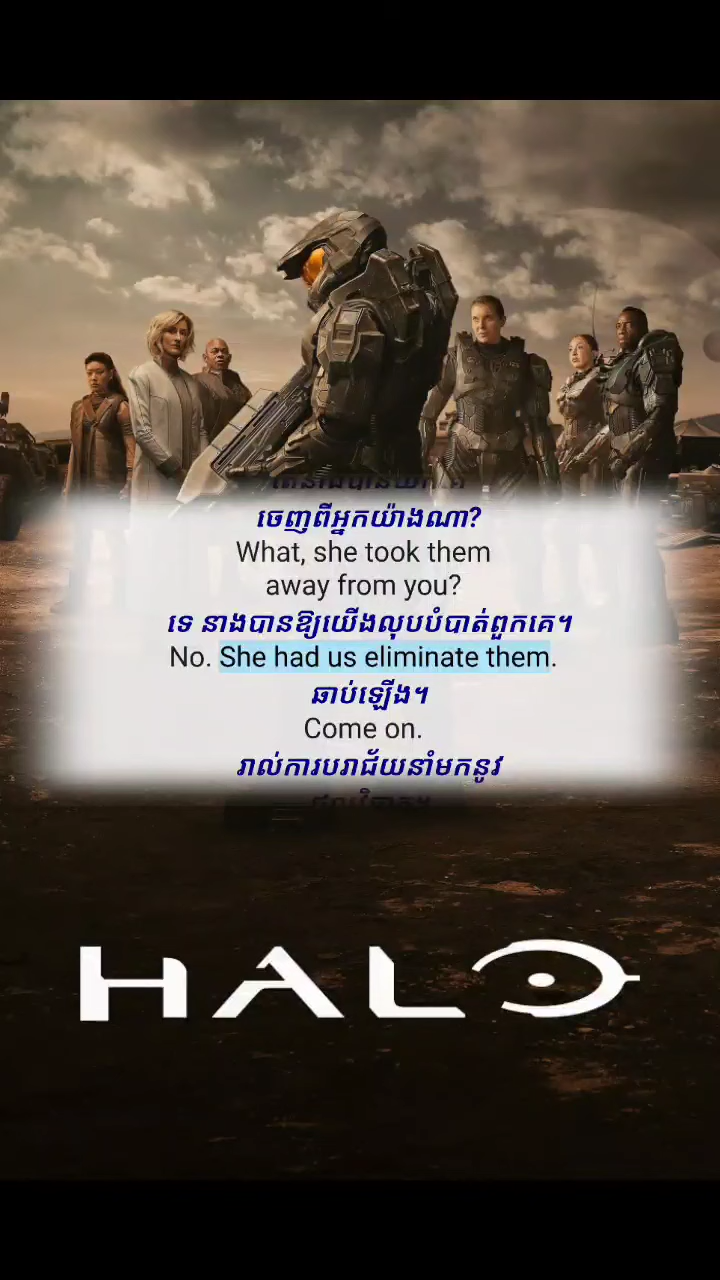 ចេញពីអ្នកយ៉ាងណា?
What, she took them
away from you?
ទេ នាងបានឱ្យយើងលុបបំបាត់ពួកគេ។
No. She had us eliminate them.
ឆាប់ឡើង។
Come on.
រាល់ការបរាជ័យនាំមកនូវ
HALO